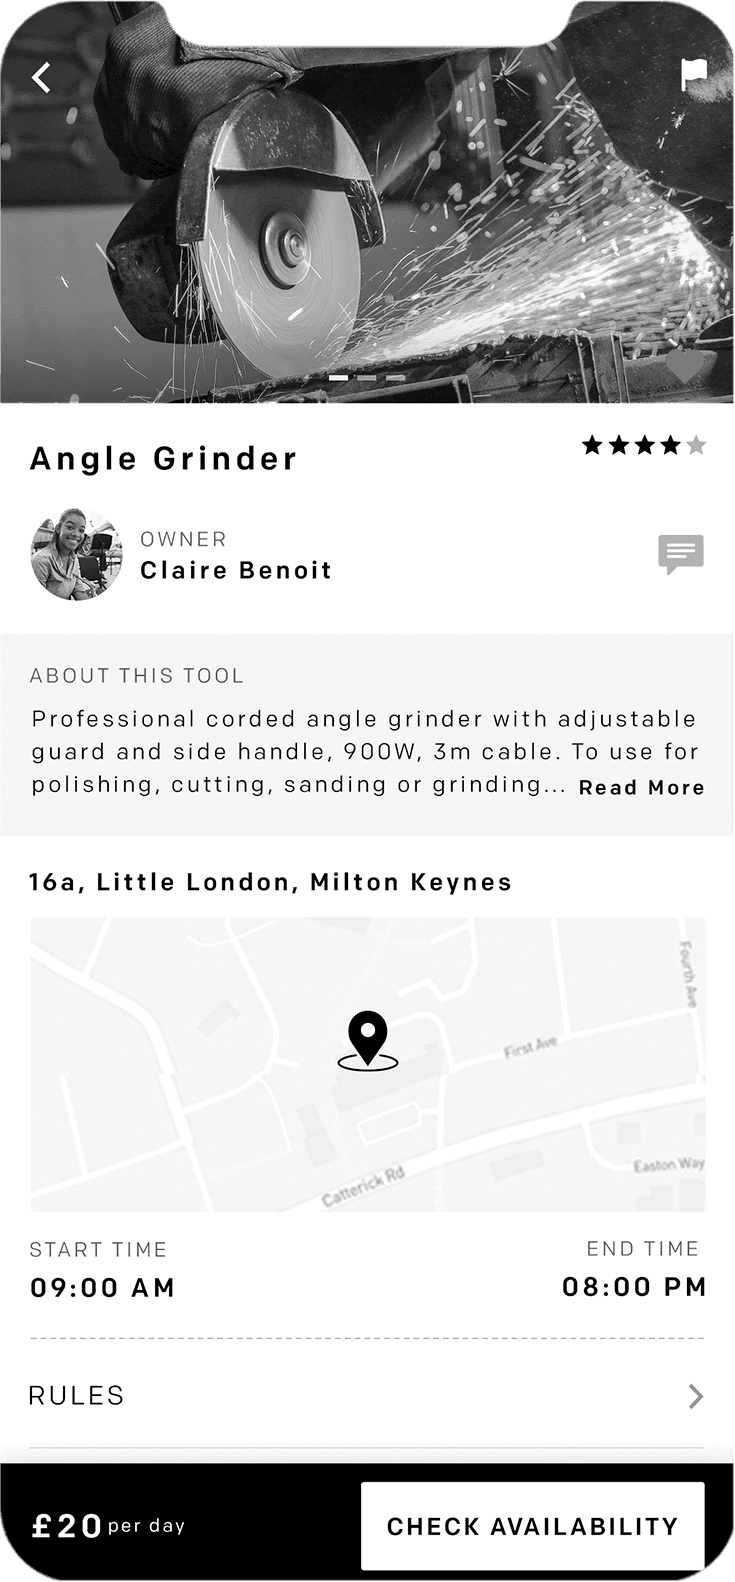 Angle Grinder
OWNER
Claire Benoit
ABOUT THIS TOOL
Professional corded angle grinder with adjustable
guard and side handle, 900W, 3m cable. To use for
polishing, cutting, sanding or grinding... Read More
16a, Little London, Milton Keynes
Fourth Ave
First Ave
Easton Way
Catterick Rd
START TIME
END TIME
09:00 AM
08:00 PM
RULES
£20 per day
CHECK AVAILABILITY